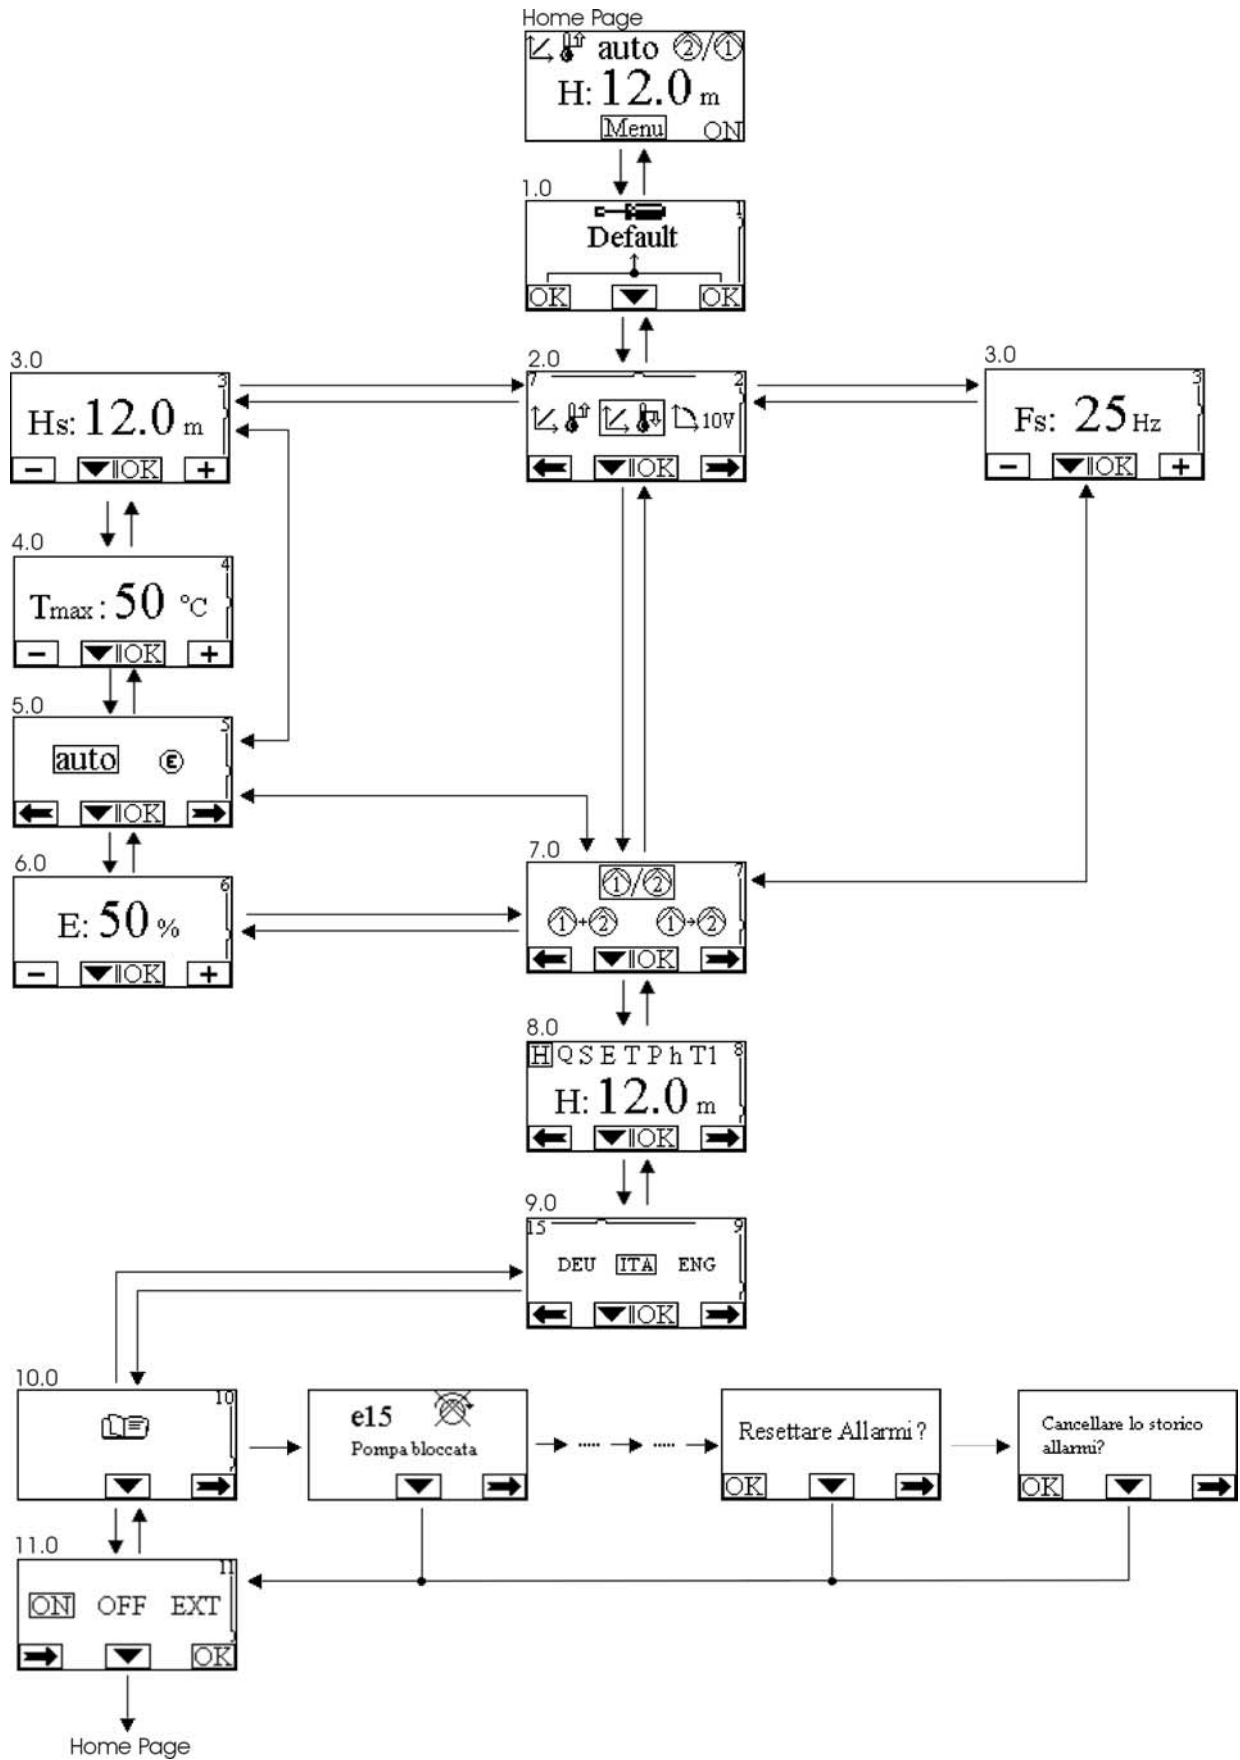 Home Page
auto 2/1
H: 12.0 m
Menu ON
1.0
1
Default
OK OK
3.0
3
Hs: 12.0 m
− OK +
2.0
7 2
10V
OK
3.0
3
Fs: 25 Hz
− OK +
4.0
4
Tmax : 50 °C
− OK +
5.0
5
auto E
OK
6.0
6
E: 50 %
− OK +
7.0
7
1/2
1+2 1→2
OK
8.0
H Q S E T P h T1 8
H: 12.0 m
OK
9.0
15 9
DEU ITA ENG
OK
10.0
10
e15
Pompa bloccata
Resettare Allarmi?
OK
Cancellare lo storico
allarmi?
OK
11.0
11
ON OFF EXT
OK
Home Page